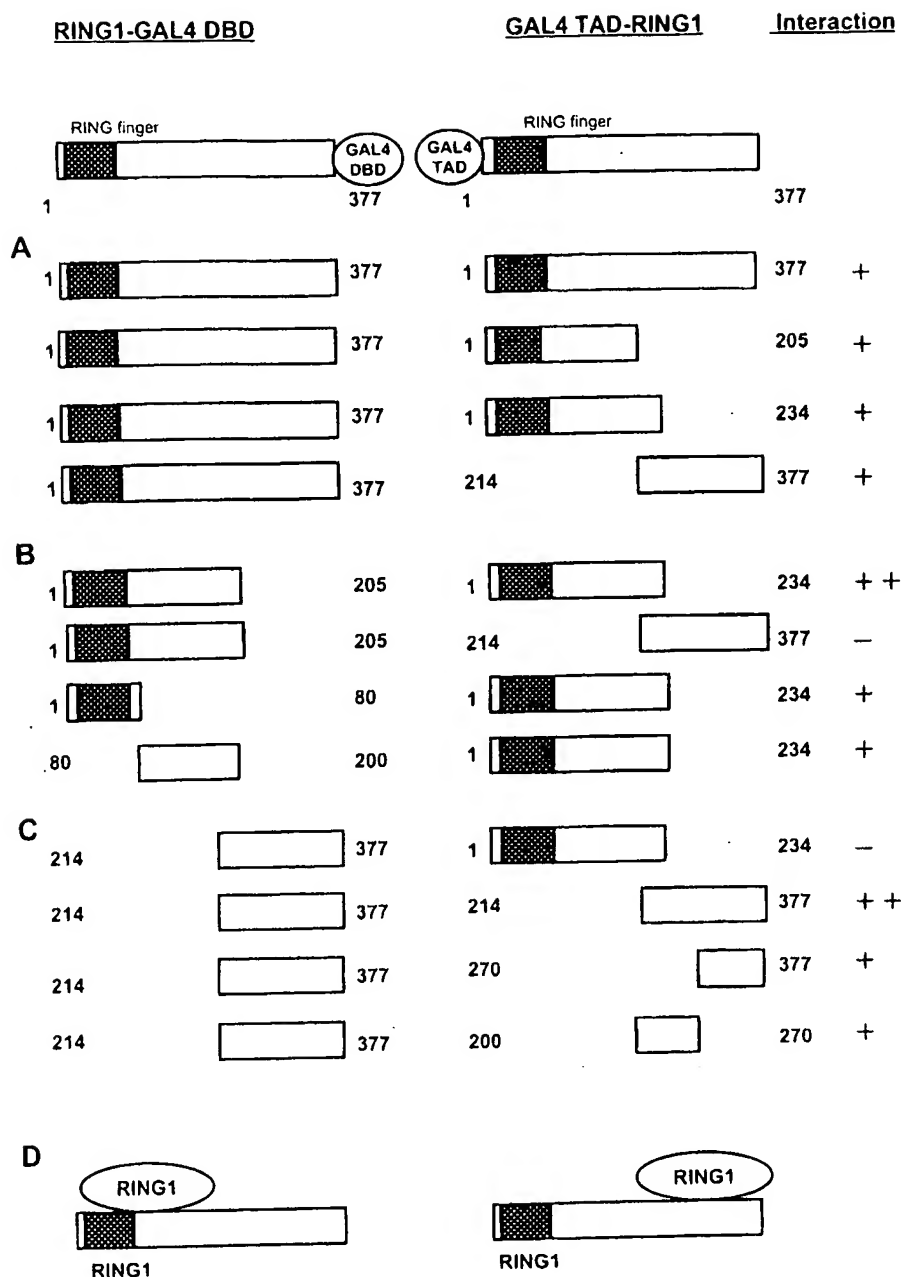 RING1-GAL4 DBD GAL4 TAD-RING1 Interaction
RING finger RING finger
GAL4 DBD GAL4 TAD
1 377 1 377
A
1 377 1 377 +
1 377 1 205 +
1 377 1 234 +
1 377 214 377 +
B
1 205 1 234 + +
1 205 214 377 –
1 80 1 234 +
80 200 1 234 +
C
214 377 1 234 –
214 377 214 377 + +
214 377 270 377 +
214 377 200 270 +
D
RING1 RING1
RING1 RING1